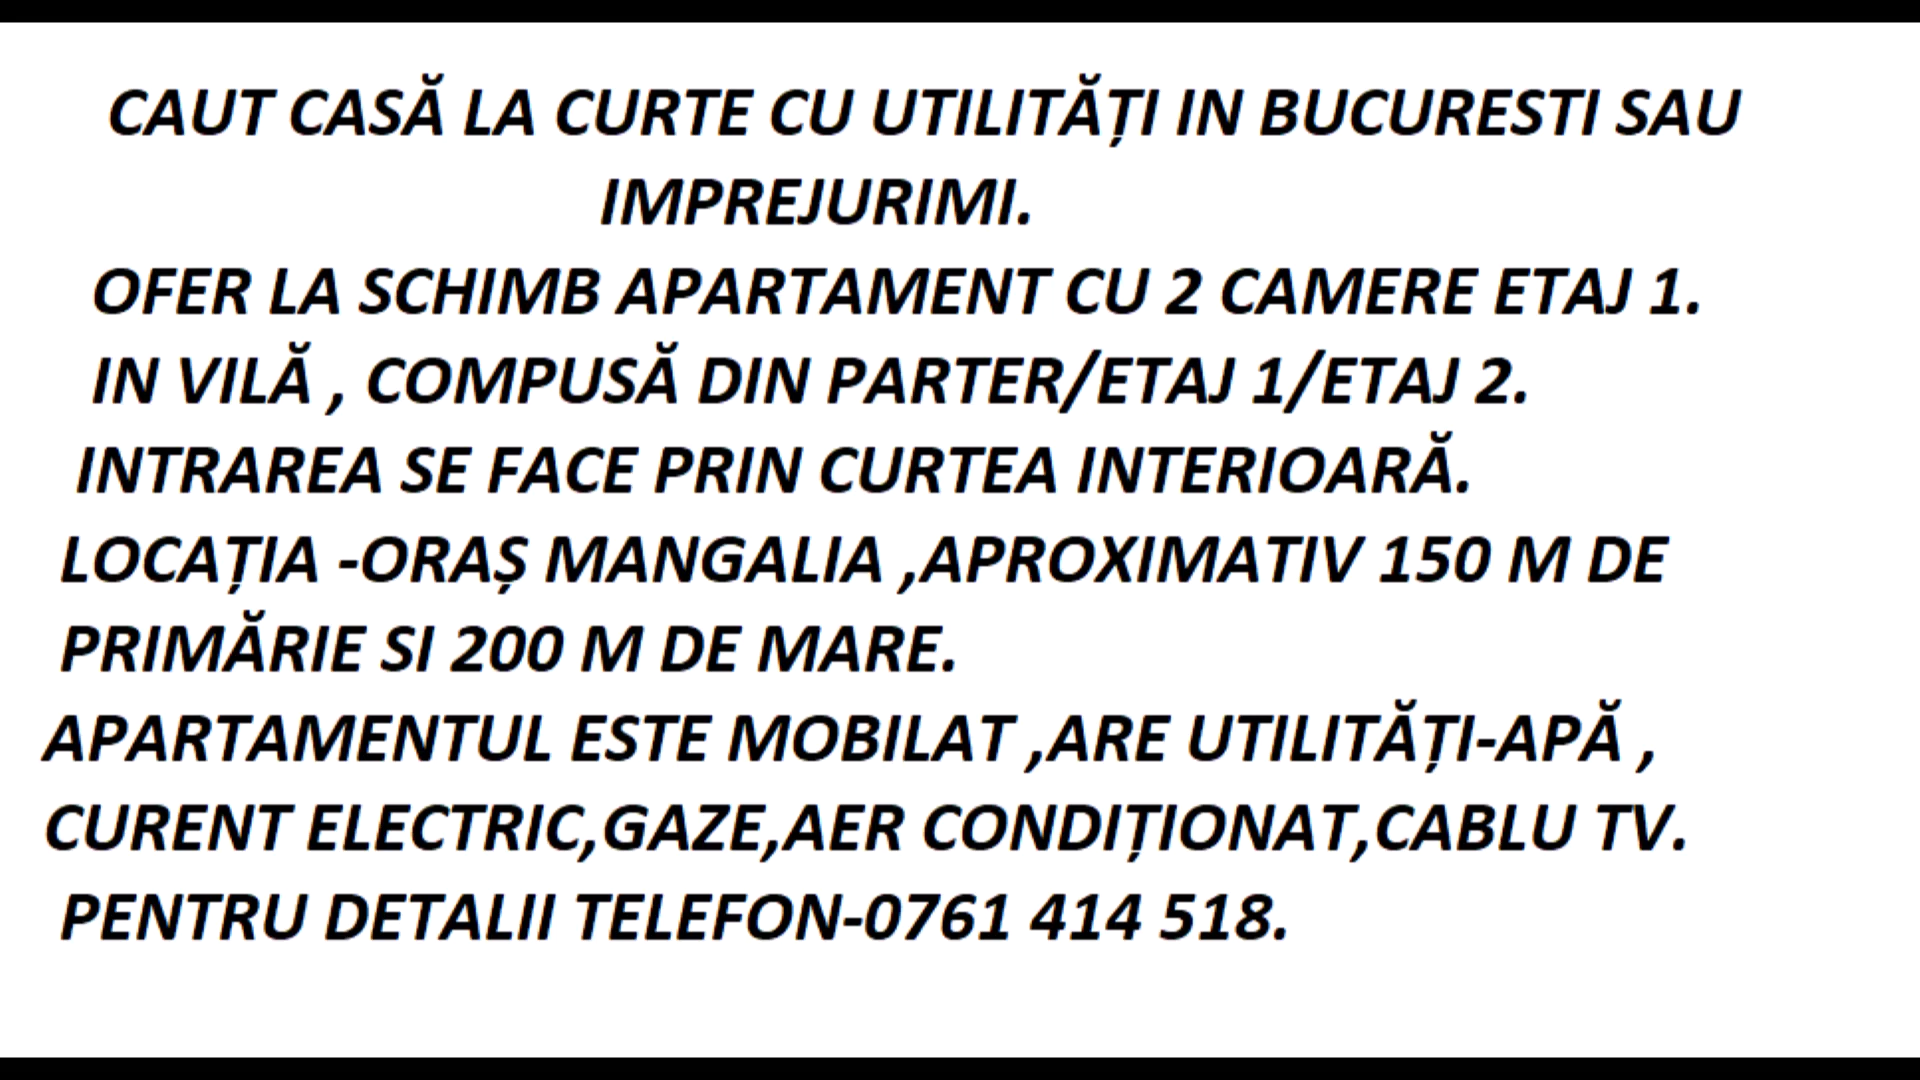 CAUT CASĂ LA CURTE CU UTILITĂȚI IN BUCURESTI SAU
IMPREJURIMI.
OFER LA SCHIMB APARTAMENT CU 2 CAMERE ETAJ 1.
IN VILĂ , COMPUSĂ DIN PARTER/ETAJ 1/ETAJ 2.
INTRAREA SE FACE PRIN CURTEA INTERIOARĂ.
LOCAȚIA -ORAȘ MANGALIA ,APROXIMATIV 150 M DE
PRIMĂRIE SI 200 M DE MARE.
APARTAMENTUL ESTE MOBILAT ,ARE UTILITĂȚI-APĂ ,
CURENT ELECTRIC,GAZE,AER CONDIȚIONAT,CABLU TV.
PENTRU DETALII TELEFON-0761 414 518.